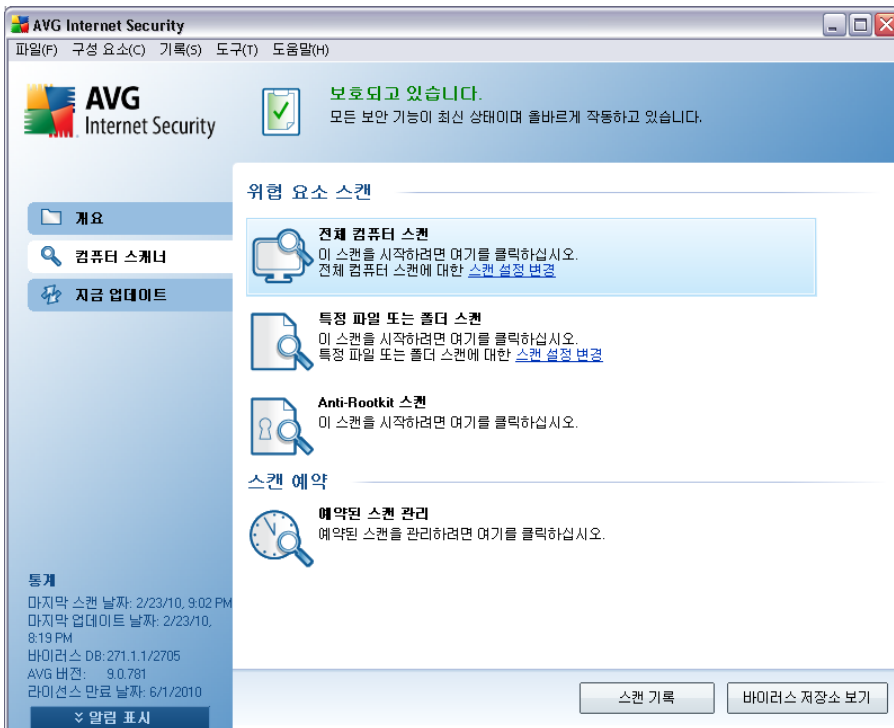 AVG Internet Security
파일(F) 구성 요소(C) 기록(S) 도구(T) 도움말(H)
AVG
Internet Security
보호되고 있습니다.
모든 보안 기능이 최신 상태이며 올바르게 작동하고 있습니다.
개요
컴퓨터 스캐너
지금 업데이트
위협 요소 스캔
전체 컴퓨터 스캔
이 스캔을 시작하려면 여기를 클릭하십시오.
전체 컴퓨터 스캔에 대한 스캔 설정 변경
특정 파일 또는 폴더 스캔
이 스캔을 시작하려면 여기를 클릭하십시오.
특정 파일 또는 폴더 스캔에 대한 스캔 설정 변경
Anti-Rootkit 스캔
이 스캔을 시작하려면 여기를 클릭하십시오.
스캔 예약
예약된 스캔 관리
예약된 스캔을 관리하려면 여기를 클릭하십시오.
통계
마지막 스캔 날짜: 2/23/10, 9:02 PM
마지막 업데이트 날짜: 2/23/10,
8:19 PM
바이러스 DB: 271.1.1/2705
AVG 버전: 9.0.781
라이선스 만료 날짜: 6/1/2010
알림 표시
스캔 기록
바이러스 저장소 보기